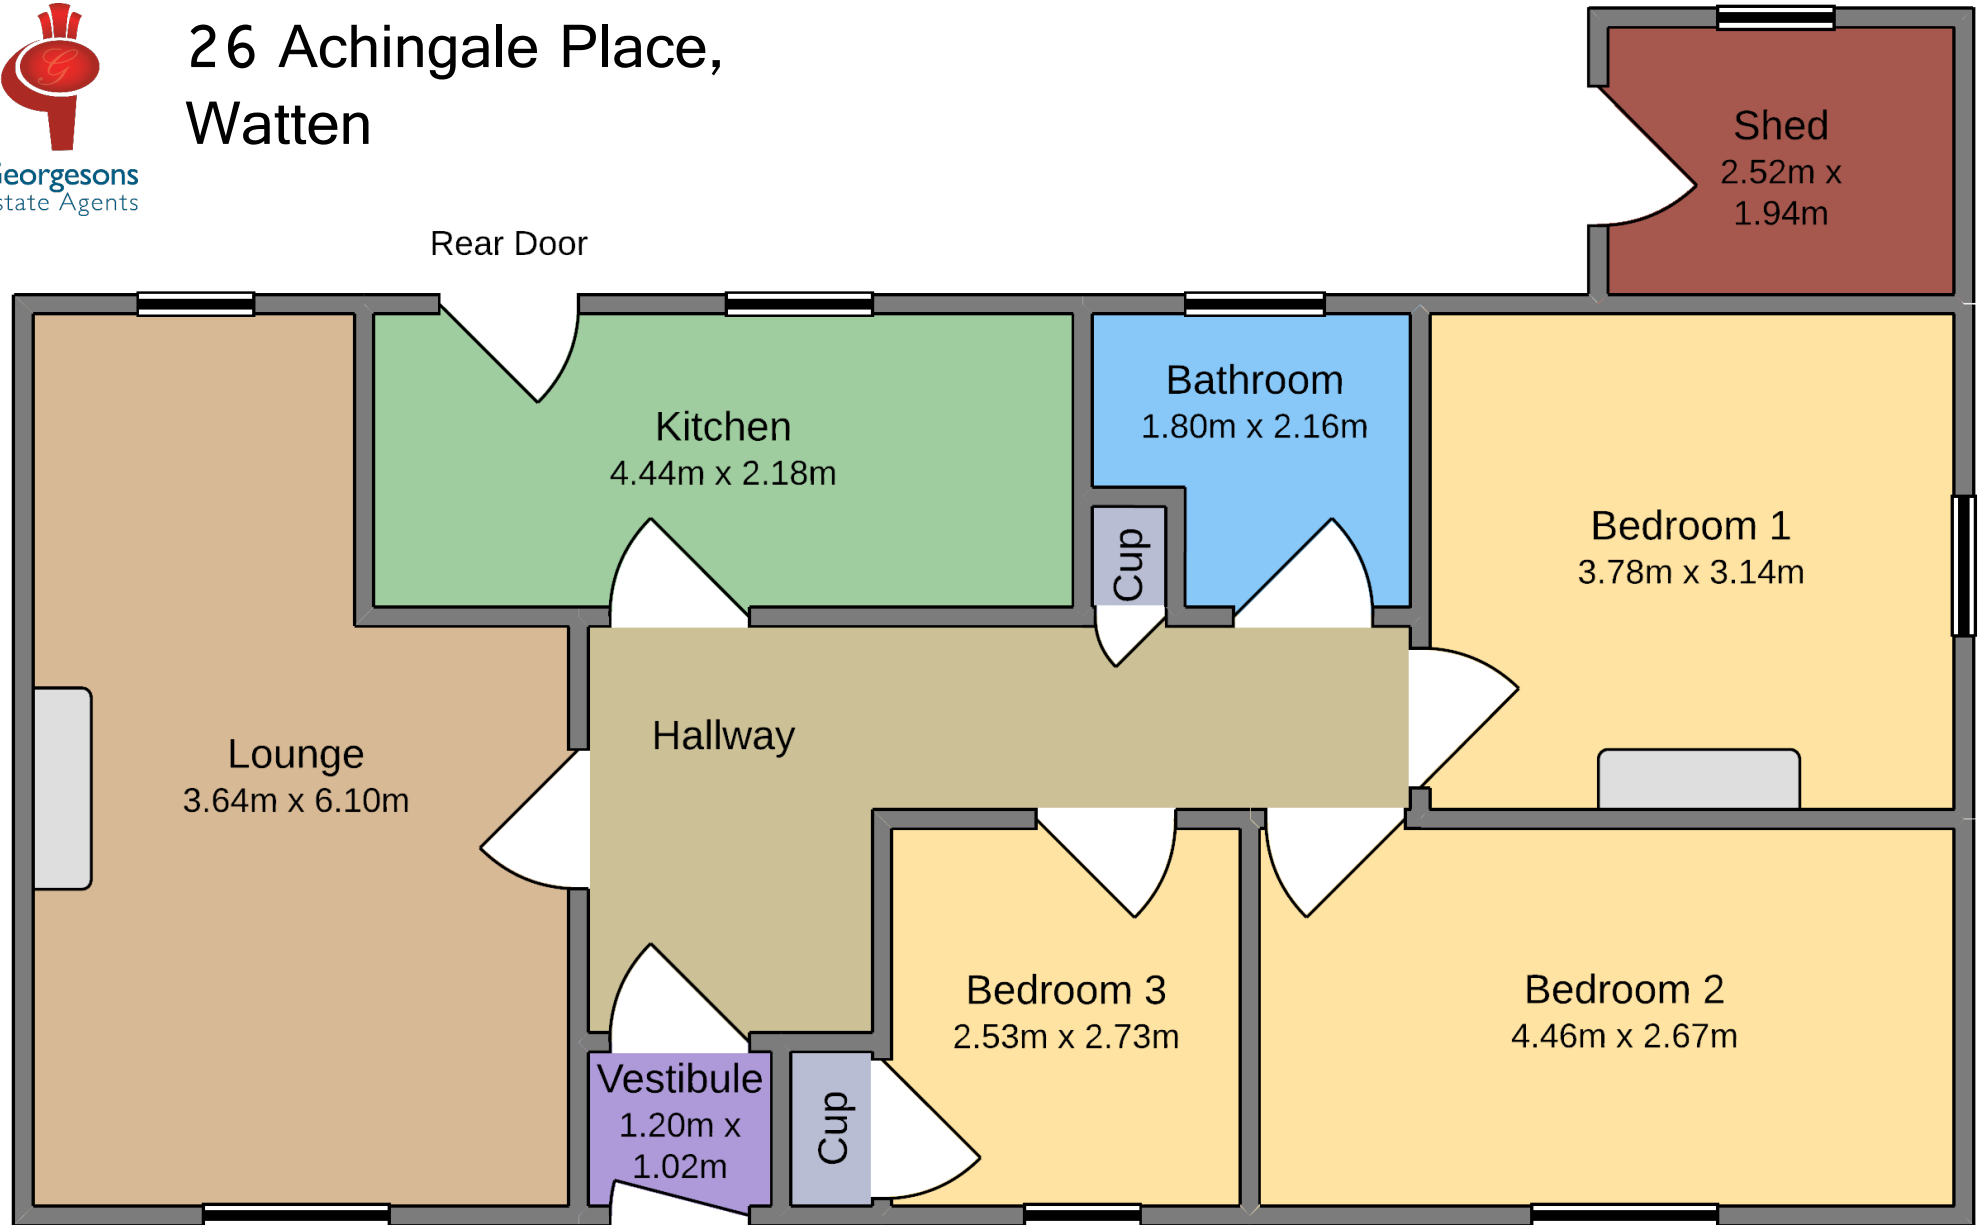 26 Achingale Place,
Watten
G
Georgesons
Estate Agents
Rear Door
Shed
2.52m x
1.94m
Kitchen
4.44m x 2.18m
Bathroom
1.80m x 2.16m
Cup
Bedroom 1
3.78m x 3.14m
Lounge
3.64m x 6.10m
Hallway
Bedroom 3
2.53m x 2.73m
Bedroom 2
4.46m x 2.67m
Vestibule
1.20m x
1.02m
Cup